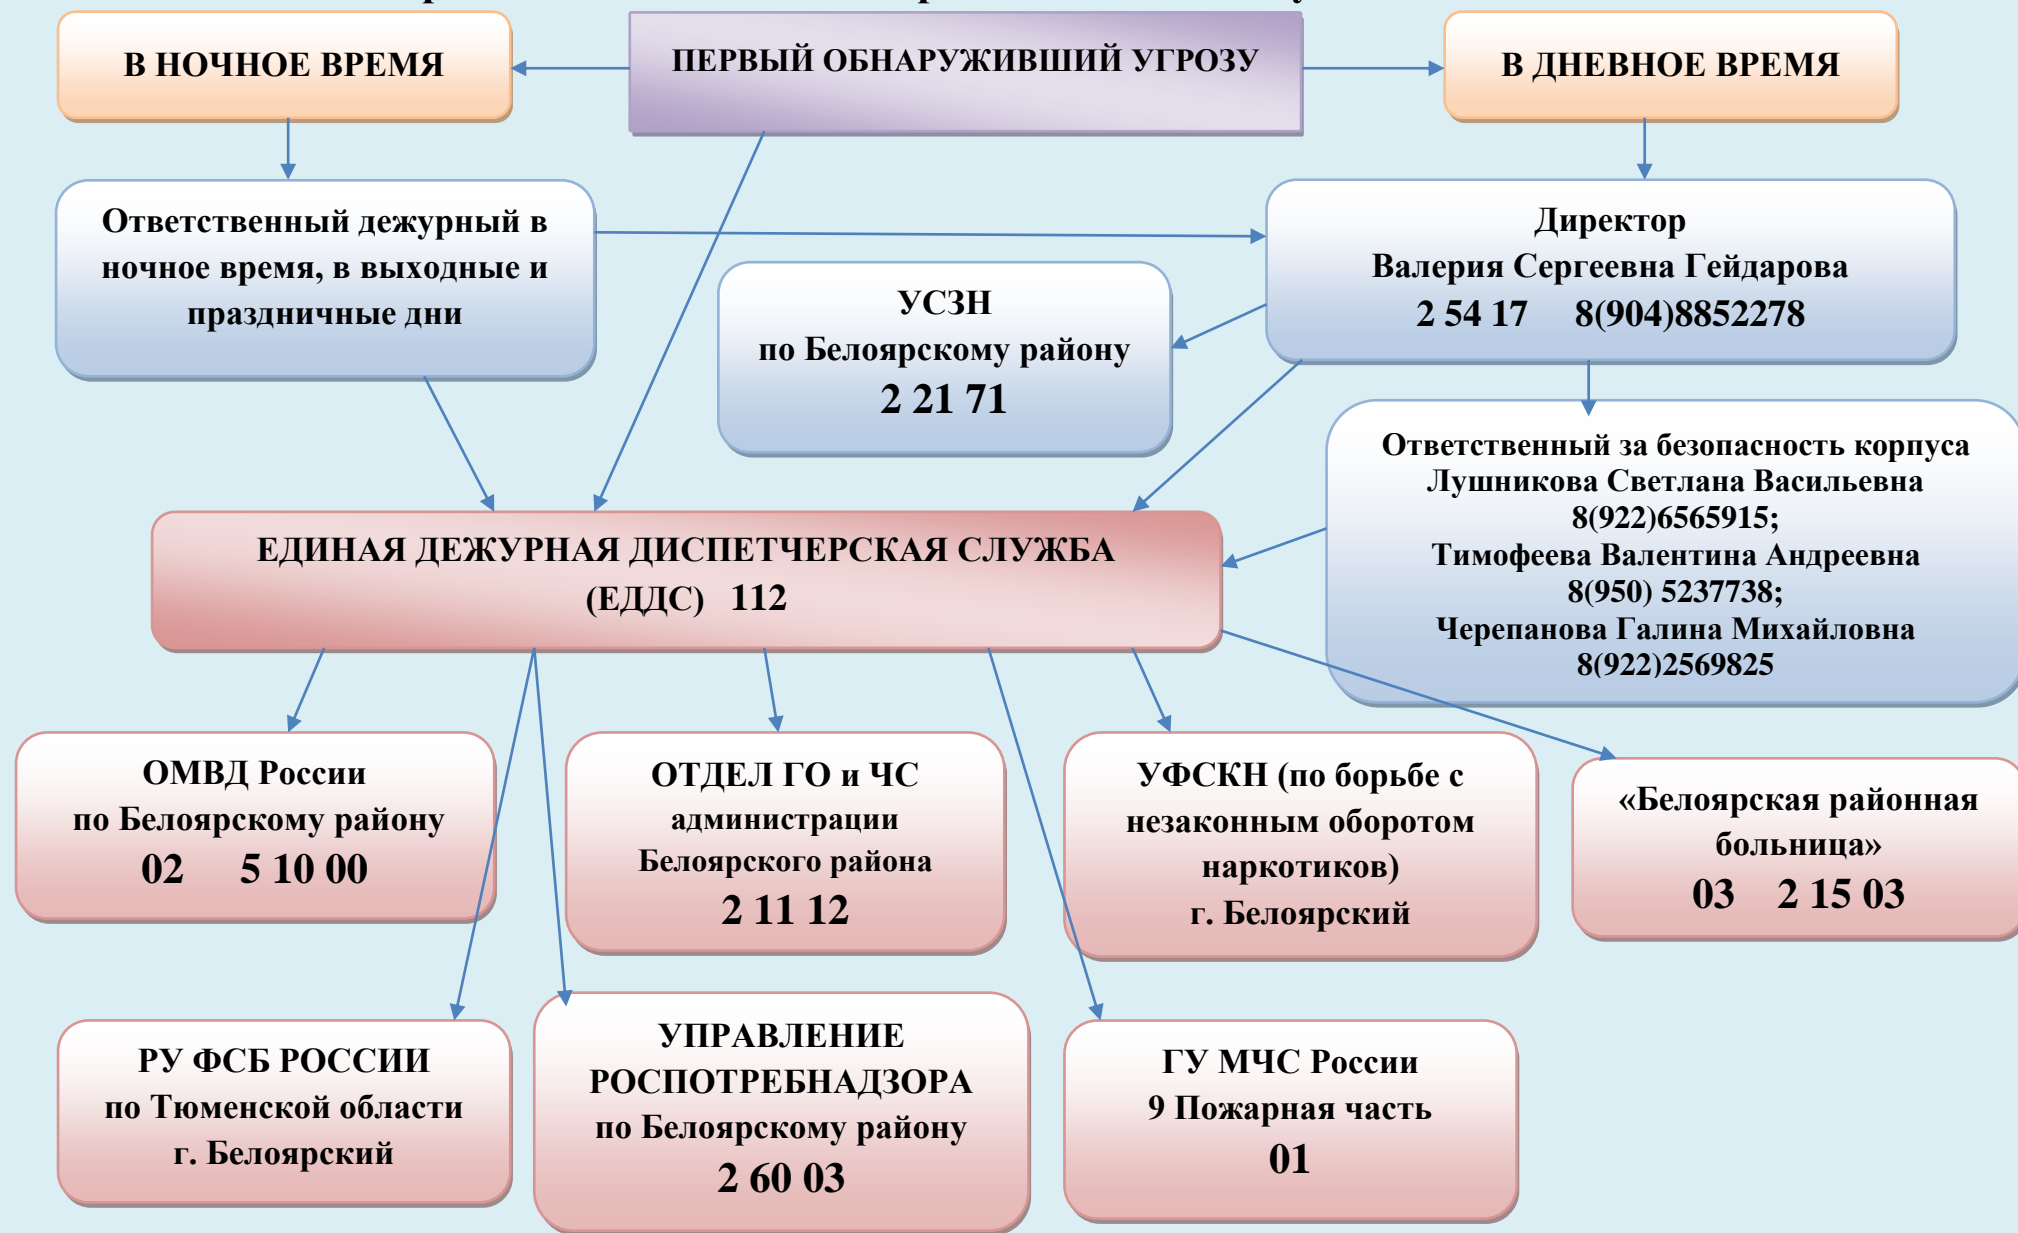 В НОЧНОЕ ВРЕМЯ
ПЕРВЫЙ ОБНАРУЖИВШИЙ УГРОЗУ
В ДНЕВНОЕ ВРЕМЯ
Ответственный дежурный в
ночное время, в выходные и
праздничные дни
Директор
Валерия Сергеевна Гейдарова
2 54 17 8(904)8852278
УСЗН
по Белоярскому району
2 21 71
Ответственный за безопасность корпуса
Лушникова Светлана Васильевна
8(922)6565915;
Тимофеева Валентина Андреевна
8(950) 5237738;
Черепанова Галина Михайловна
8(922)2569825
ЕДИНАЯ ДЕЖУРНАЯ ДИСПЕТЧЕРСКАЯ СЛУЖБА
(ЕДДС) 112
ОМВД России
по Белоярскому району
02 5 10 00
ОТДЕЛ ГО и ЧС
администрации
Белоярского района
2 11 12
УФСКН (по борьбе с
незаконным оборотом
наркотиков)
г. Белоярский
«Белоярская районная
больница»
03 2 15 03
РУ ФСБ РОССИИ
по Тюменской области
г. Белоярский
УПРАВЛЕНИЕ
РОСПОТРЕБНАДЗОРА
по Белоярскому району
2 60 03
ГУ МЧС России
9 Пожарная часть
01